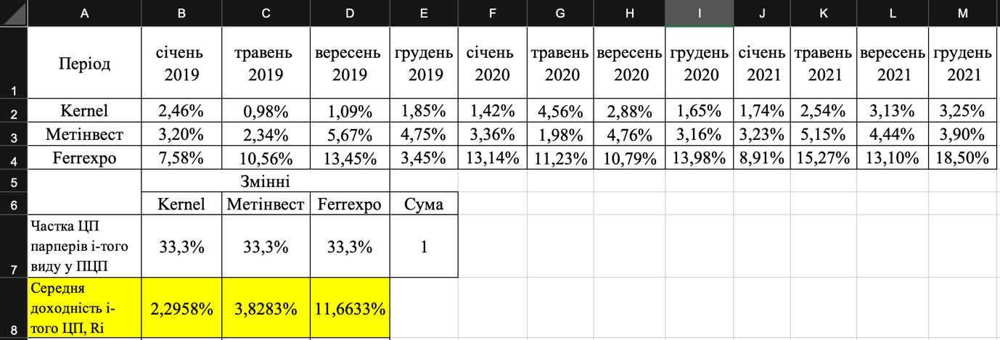 A B C D E F G H I J K L M
1 Період січень 2019 травень 2019 вересень 2019 грудень 2019 січень 2020 травень 2020 вересень 2020 грудень 2020 січень 2021 травень 2021 вересень 2021 грудень 2021
2 Kernel 2,46% 0,98% 1,09% 1,85% 1,42% 4,56% 2,88% 1,65% 1,74% 2,54% 3,13% 3,25%
3 Метінвест 3,20% 2,34% 5,67% 4,75% 3,36% 1,98% 4,76% 3,16% 3,23% 5,15% 4,44% 3,90%
4 Ferrexpo 7,58% 10,56% 13,45% 3,45% 13,14% 11,23% 10,79% 13,98% 8,91% 15,27% 13,10% 18,50%
5 Змінні
6 Kernel Метінвест Ferrexpo Сума
Частка ЦП
парперів і-того
виду у ПЦП
7 33,3% 33,3% 33,3% 1
Середня
доходність і-
того ЦП, Ri
8 2,2958% 3,8283% 11,6633%